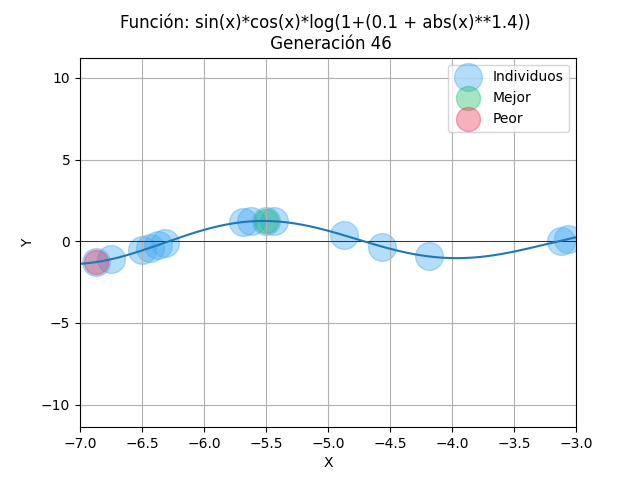 Función: sin(x)*cos(x)*log(1+(0.1 + abs(x)**1.4))
Generación 46
Individuos
Mejor
Peor
Y
10
5
0
−5
−10
−7.0 −6.5 −6.0 −5.5 −5.0 −4.5 −4.0 −3.5 −3.0
X